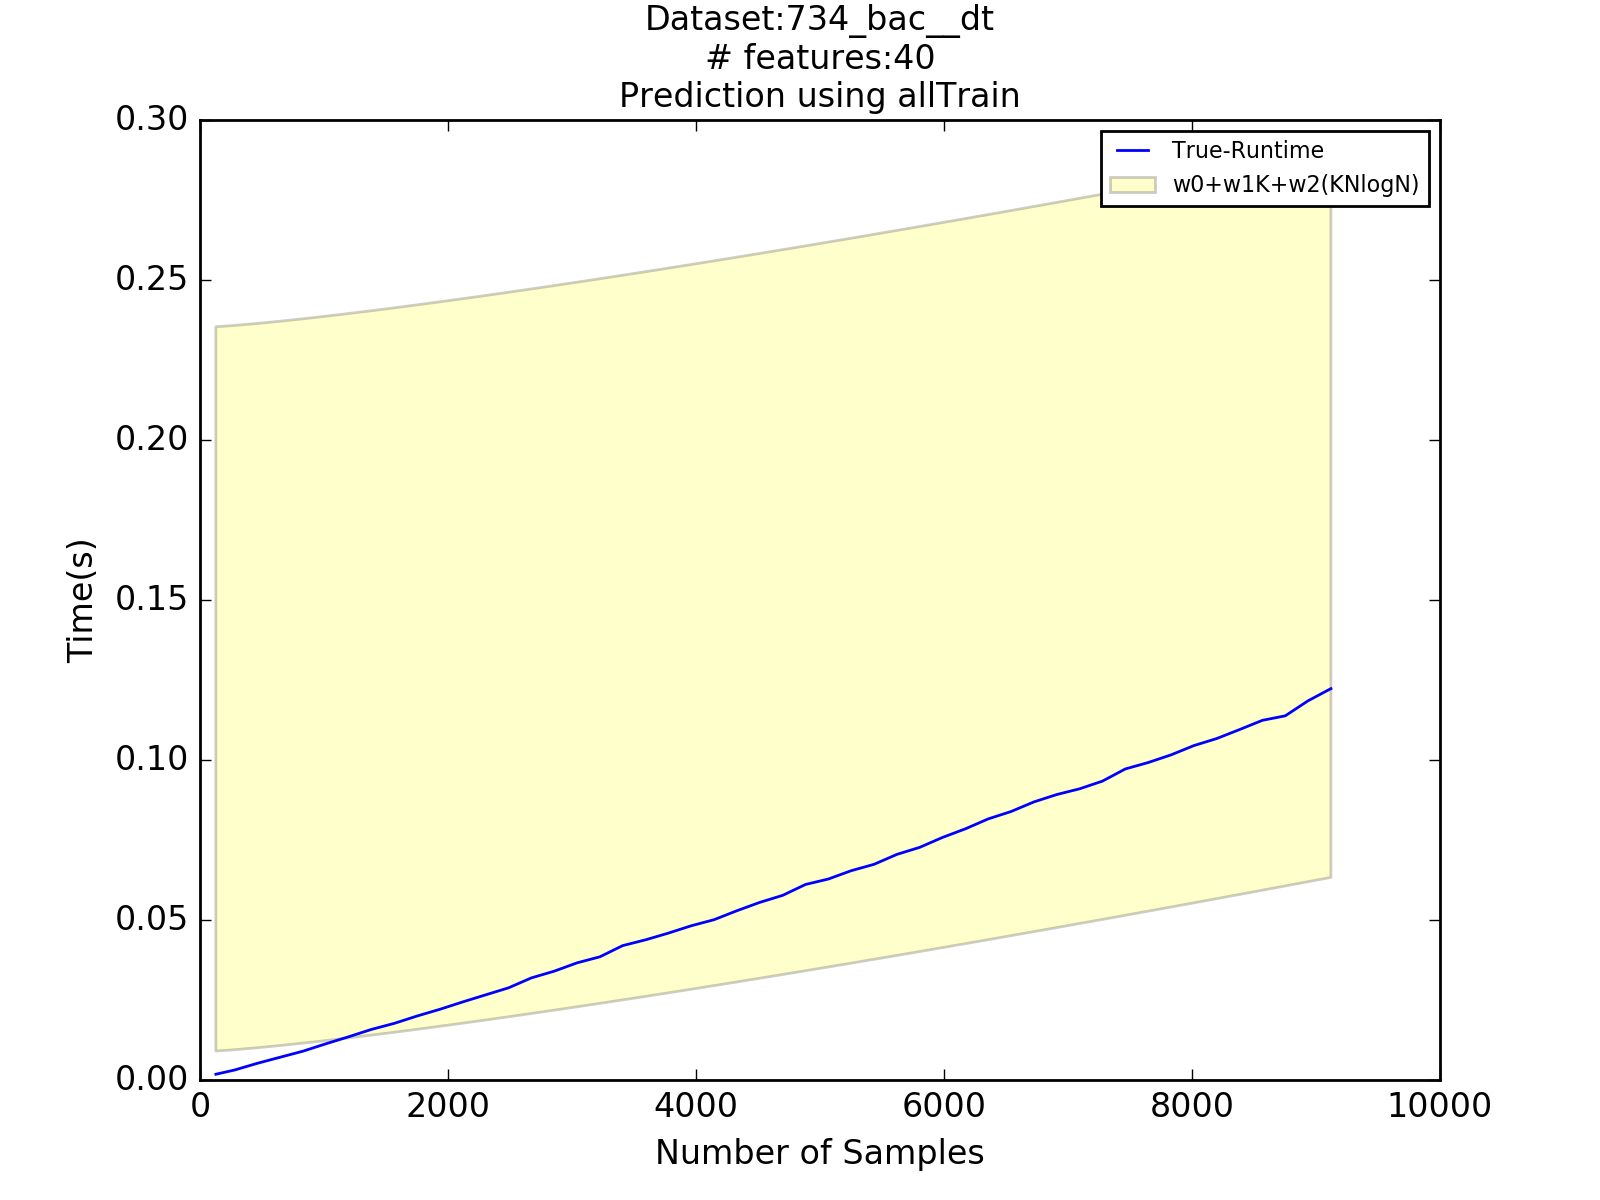 Dataset:734_bac__dt
# features:40
Prediction using allTrain
True-Runtime
w0+w1K+w2(KNlogN)
0.30
0.25
0.20
0.15
0.10
0.05
0.00
Time(s)
0 2000 4000 6000 8000 10000
Number of Samples